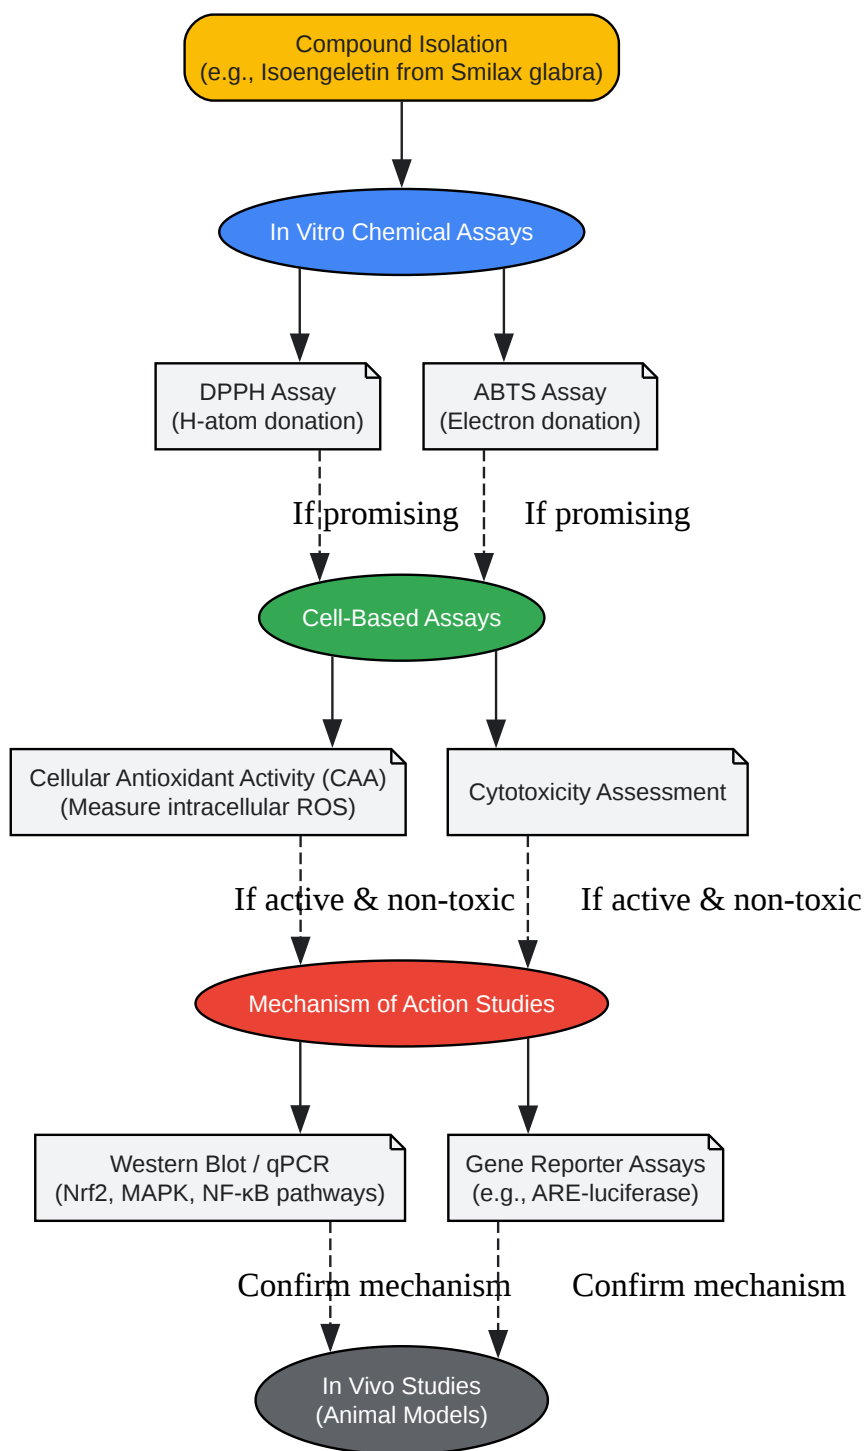 Compound Isolation
(e.g., Isoengeletin from Smilax glabra)
In Vitro Chemical Assays
DPPH Assay
(H-atom donation)
ABTS Assay
(Electron donation)
If promising
If promising
Cell-Based Assays
Cellular Antioxidant Activity (CAA)
(Measure intracellular ROS)
Cytotoxicity Assessment
If active & non-toxic
If active & non-toxic
Mechanism of Action Studies
Western Blot / qPCR
(Nrf2, MAPK, NF-κB pathways)
Gene Reporter Assays
(e.g., ARE-luciferase)
Confirm mechanism
Confirm mechanism
In Vivo Studies
(Animal Models)